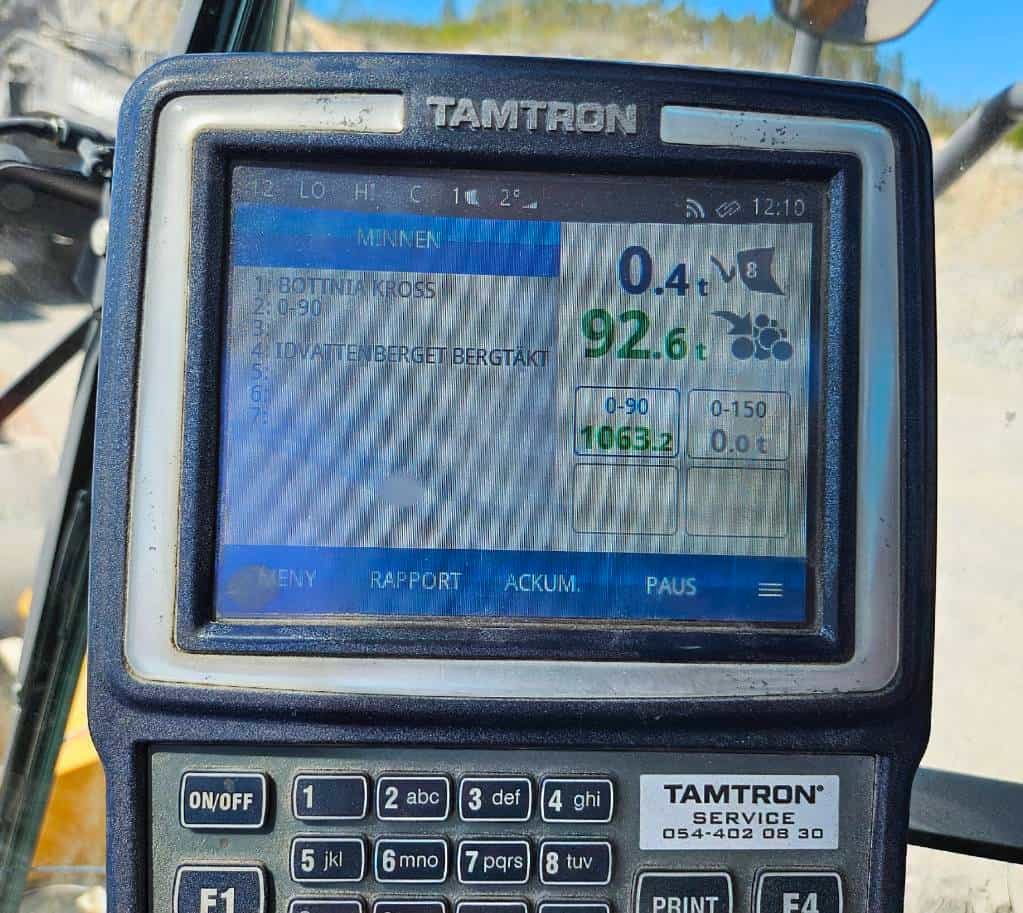 TAMTRON
12 LO HI C 1 2° 12:10
MINNEN
1: BOTTNIA KROSS
2: 0-90
3:
4: IDVATTENBERGET BERGTÄKT
5:
6:
7:
0.4 t 8
92.6 t
0-90
1063.2
0-150
0.0 t
MENY RAPPORT ACKUM. PAUS
ON/OFF 1 2 abc 3 def 4 ghi
TAMTRON®
SERVICE
054-402 08 30
5 jkl 6 mno 7 pqrs 8 tuv
F1 PRINT F4